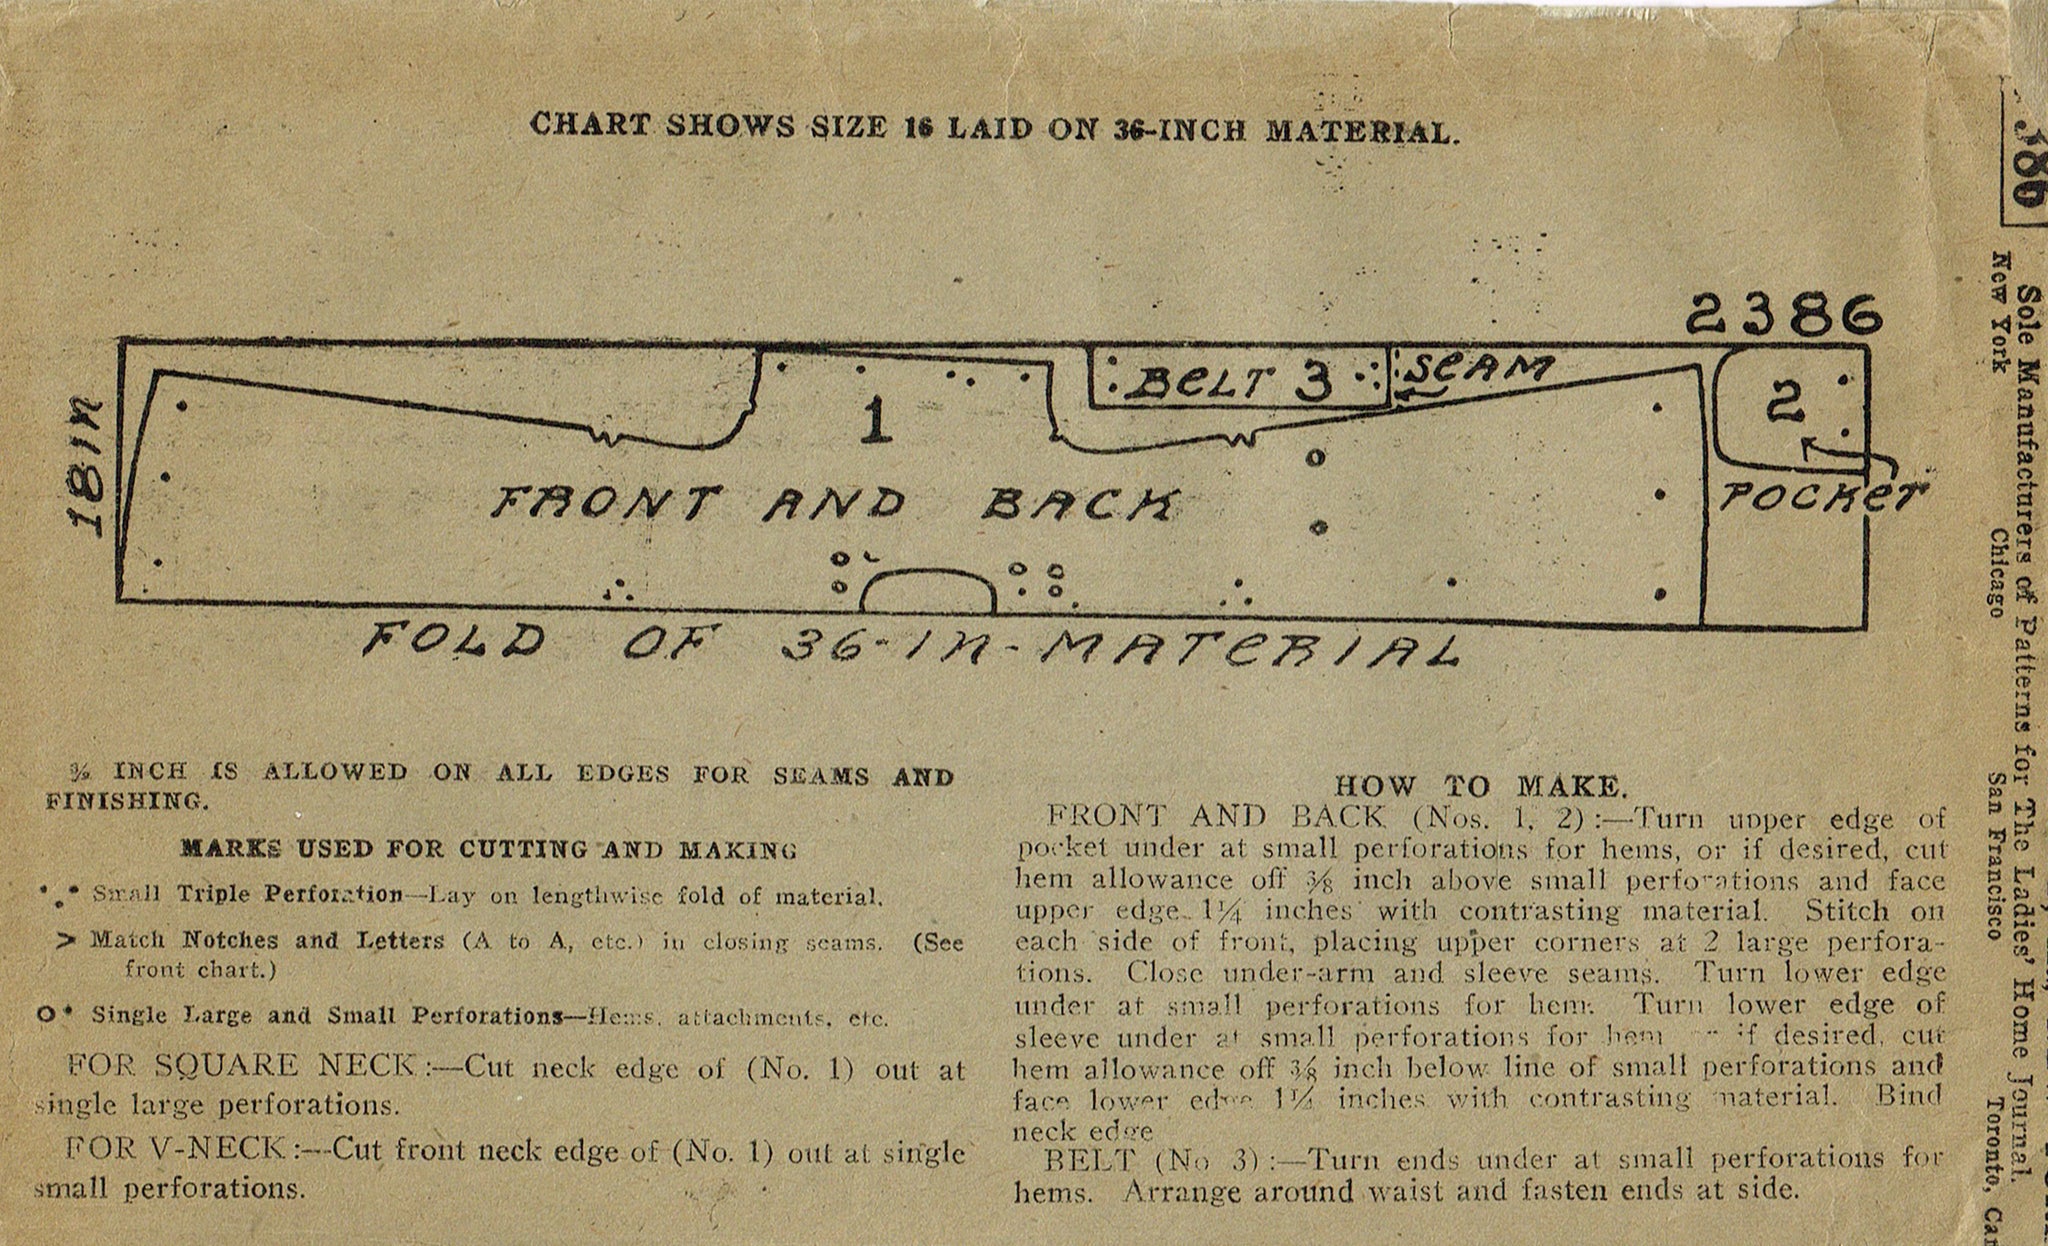 CHART SHOWS SIZE 16 LAID ON 36-INCH MATERIAL.
2386
18 IN
1
BELT 3
SEAM
2
POCKET
FRONT AND BACK
FOLD OF 36-IN-MATERIAL
⅜ INCH IS ALLOWED ON ALL EDGES FOR SEAMS AND
FINISHING.
MARKS USED FOR CUTTING AND MAKING
Small Triple Perforation—Lay on lengthwise fold of material.
> Match Notches and Letters (A to A, etc.) in closing seams. (See
front chart.)
Single Large and Small Perforations—Hems, attachments, etc.
FOR SQUARE NECK:—Cut neck edge of (No. 1) out at
single large perforations.
FOR V-NECK:—Cut front neck edge of (No. 1) out at single
small perforations.
HOW TO MAKE.
FRONT AND BACK (Nos. 1, 2):—Turn upper edge of
pocket under at small perforations for hems, or if desired, cut
hem allowance off ⅜ inch above small perforations and face
upper edge 1¼ inches with contrasting material. Stitch on
each side of front, placing upper corners at 2 large perfora-
tions. Close under-arm and sleeve seams. Turn lower edge
under at small perforations for hem. Turn lower edge of
sleeve under at small perforations for hem or if desired, cut
hem allowance off ⅜ inch below line of small perforations and
face lower edge inches with contrasting material. Bind
neck edge
BELT (No 3):—Turn ends under at small perforations for
hems. Arrange around waist and fasten ends at side.
Sole Manufacturers of Patterns for The Ladies' Home Journal.
New York Chicago San Francisco Toronto,